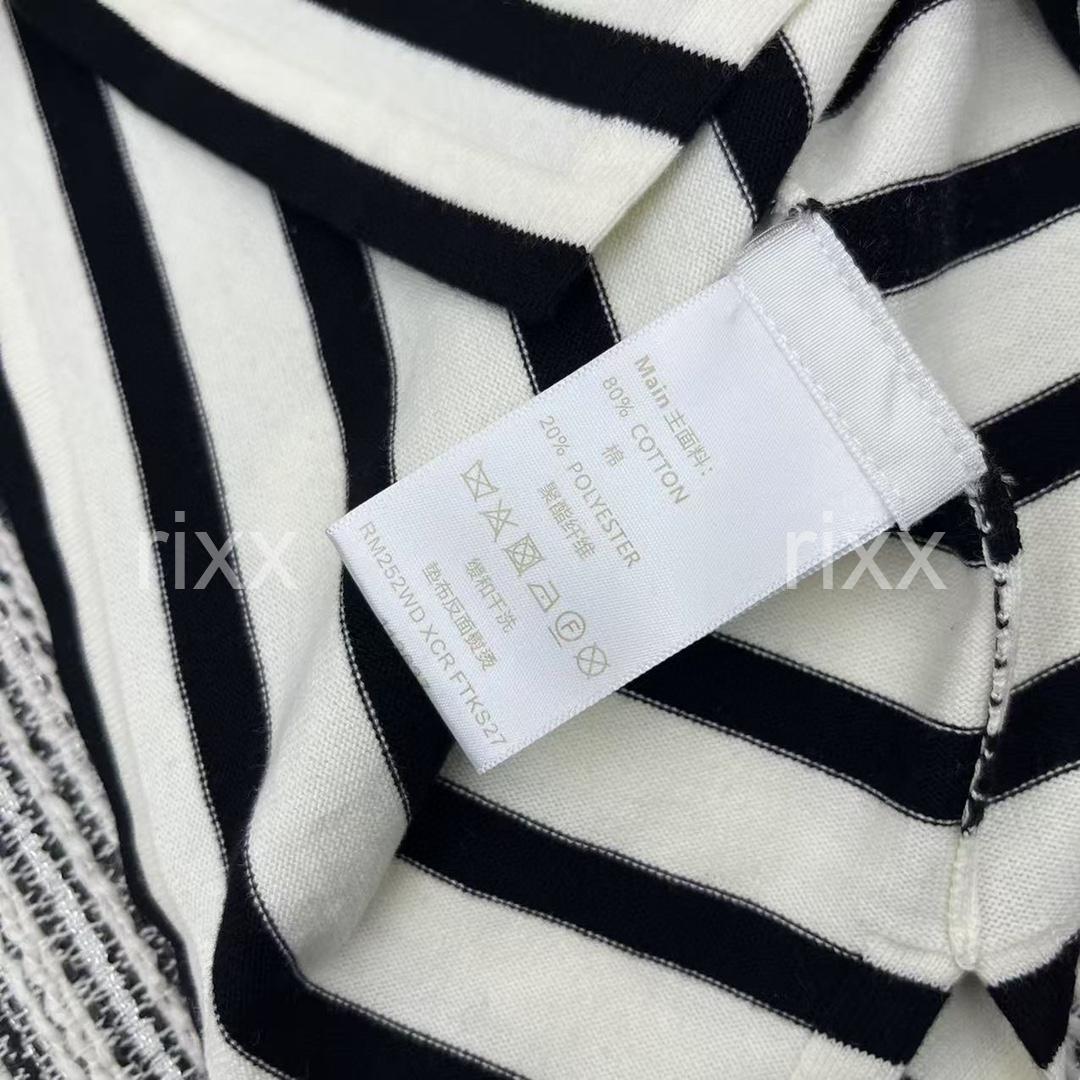 Main 主面料:
80% COTTON
棉
20% POLYESTER
聚酯纤维
缓和干洗
垫布反面熨烫
RM252WD XCR FTKS27
F
rixx
rixx